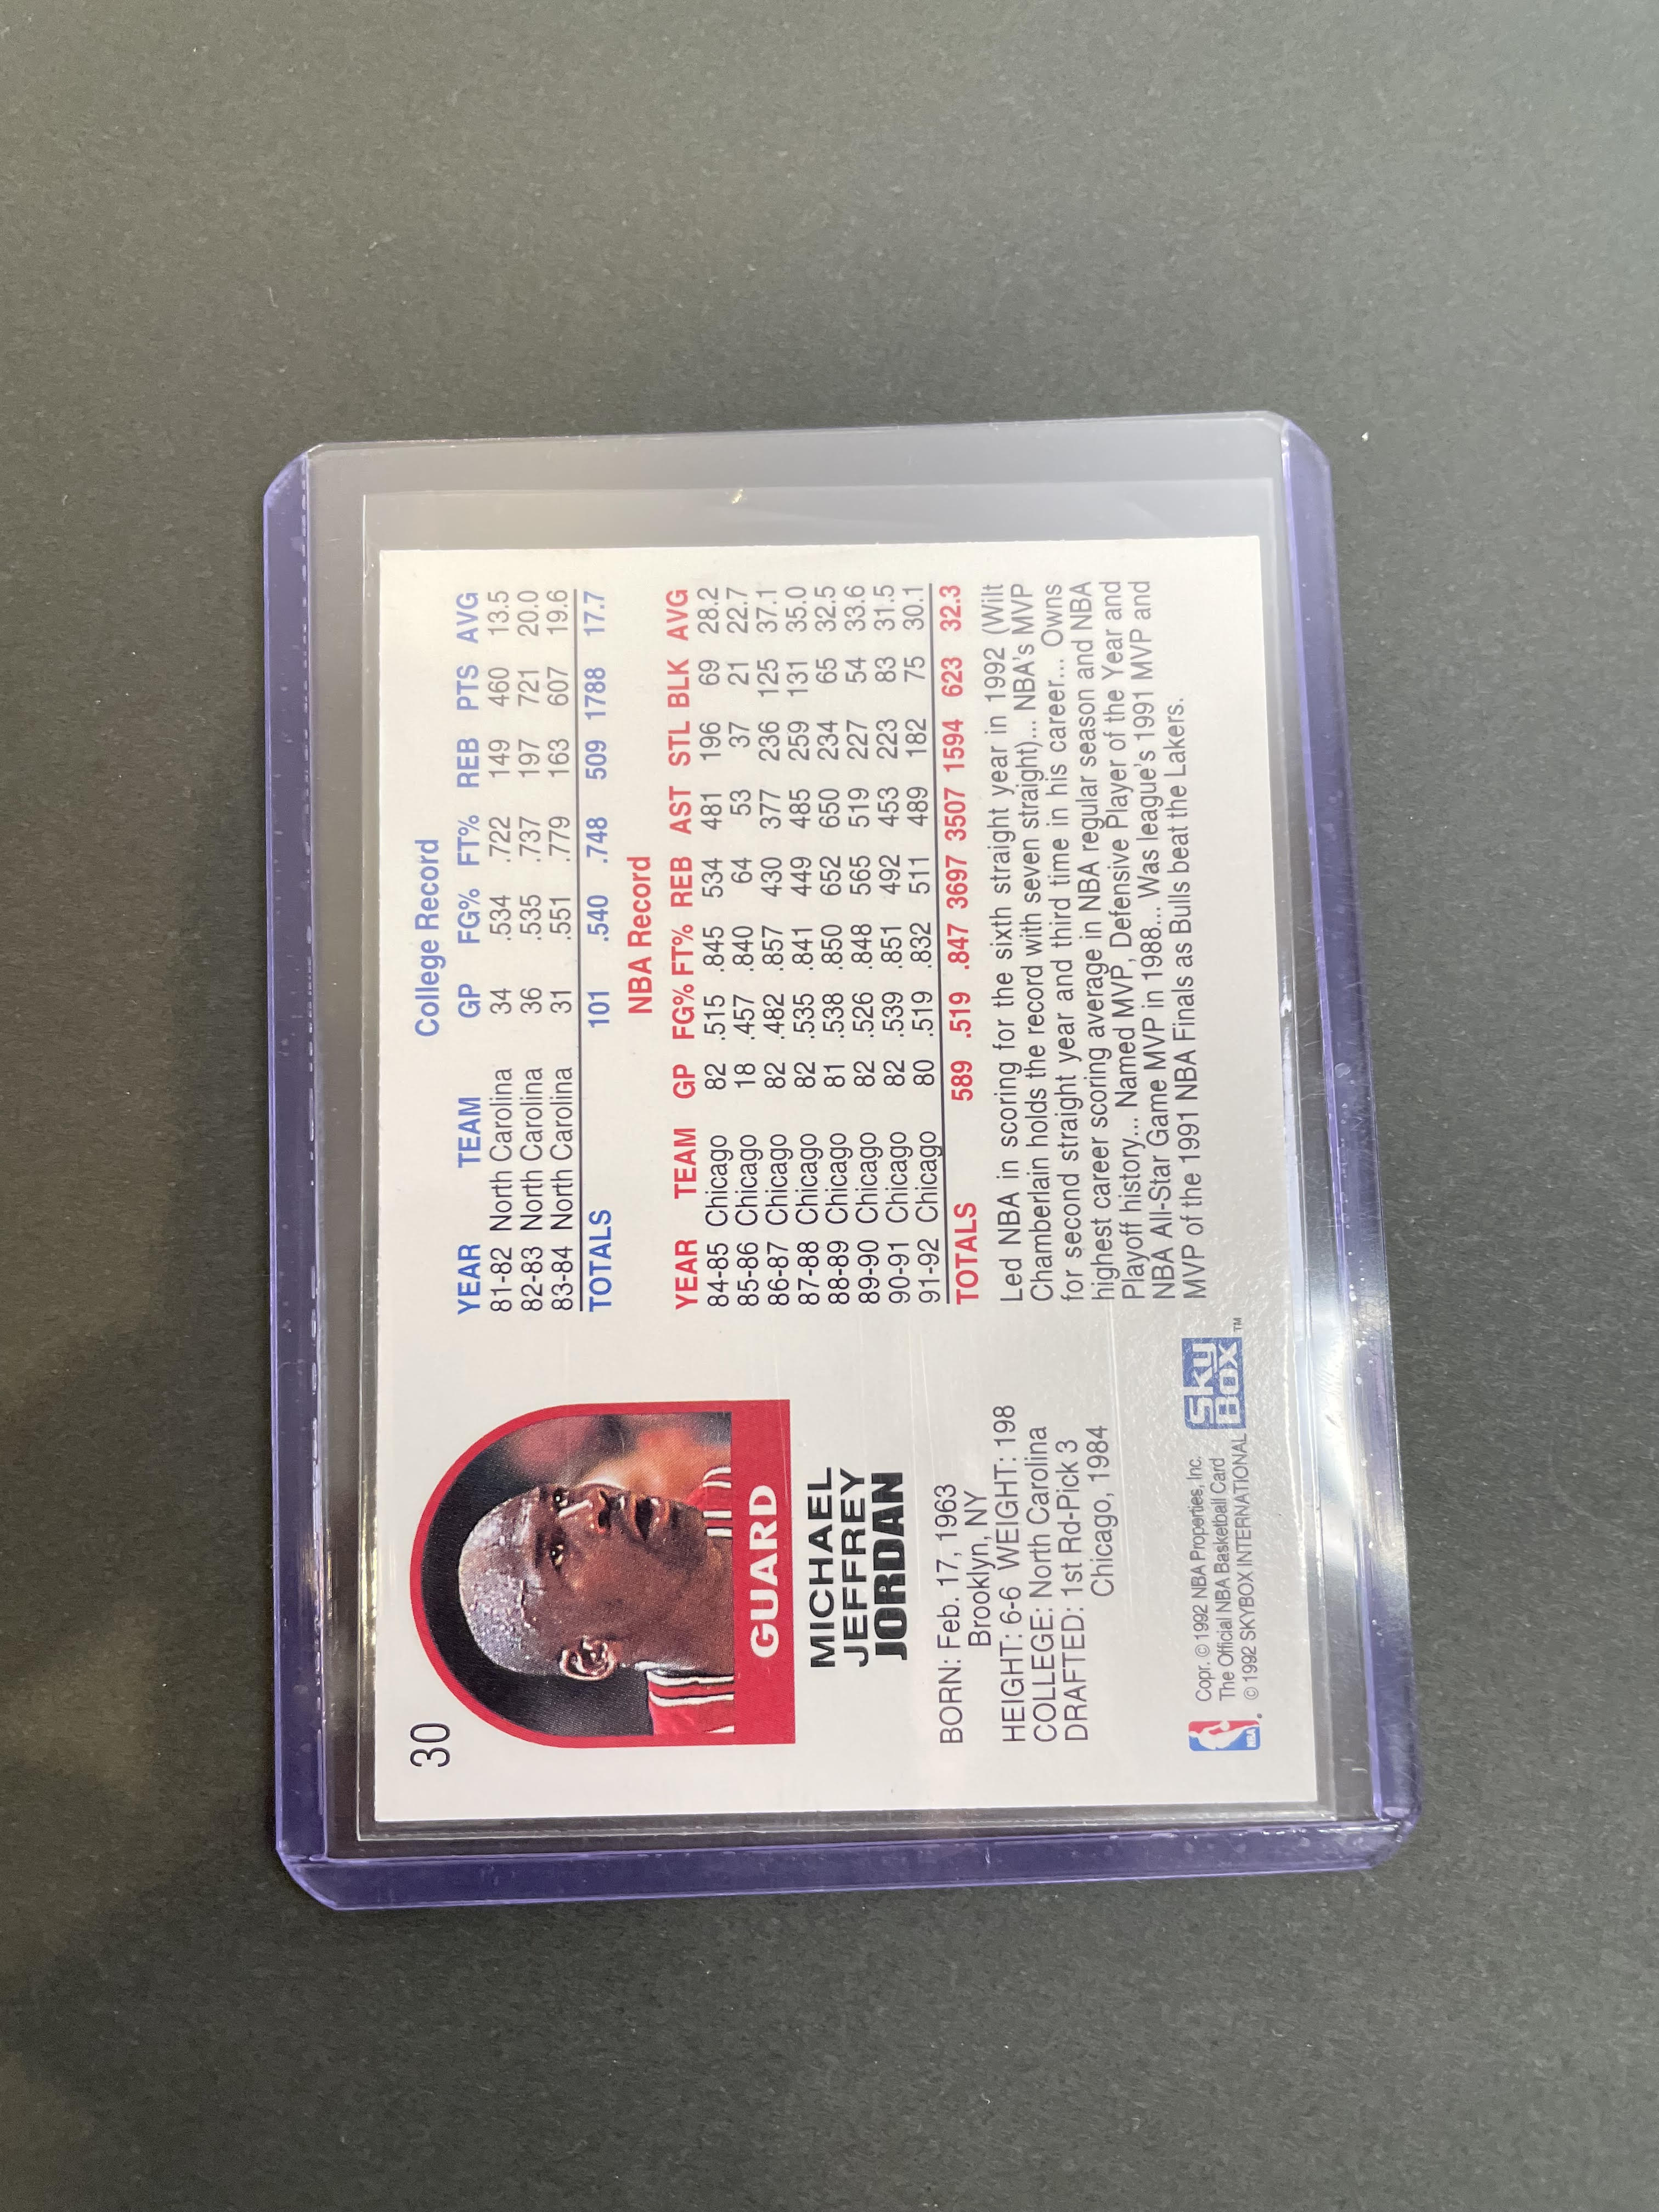 30
GUARD
MICHAEL
JEFFREY
JORDAN
BORN: Feb. 17, 1963
Brooklyn, NY
HEIGHT: 6-6 WEIGHT: 198
COLLEGE: North Carolina
DRAFTED: 1st Rd-Pick 3
Chicago, 1984
NBA
Copr. © 1992 NBA Properties, Inc.
The Official NBA Basketball Card
© 1992 SKYBOX INTERNATIONAL
SKY
BOX™
College Record
YEAR TEAM GP FG% FT% REB PTS AVG
81-82 North Carolina 34 .534 .722 149 460 13.5
82-83 North Carolina 36 .535 .737 197 721 20.0
83-84 North Carolina 31 .551 .779 163 607 19.6
TOTALS 101 .540 .748 509 1788 17.7
NBA Record
YEAR TEAM GP FG% FT% REB AST STL BLK AVG
84-85 Chicago 82 .515 .845 534 481 196 69 28.2
85-86 Chicago 18 .457 .840 64 53 37 21 22.7
86-87 Chicago 82 .482 .857 430 377 236 125 37.1
87-88 Chicago 82 .535 .841 449 485 259 131 35.0
88-89 Chicago 81 .538 .850 652 650 234 65 32.5
89-90 Chicago 82 .526 .848 565 519 227 54 33.6
90-91 Chicago 82 .539 .851 492 453 223 83 31.5
91-92 Chicago 80 .519 .832 511 489 182 75 30.1
TOTALS 589 .519 .847 3697 3507 1594 623 32.3
Led NBA in scoring for the sixth straight year in 1992 (Wilt
Chamberlain holds the record with seven straight)... NBA's MVP
for second straight year and third time in his career... Owns
highest career scoring average in NBA regular season and NBA
Playoff history... Named MVP, Defensive Player of the Year and
NBA All-Star Game MVP in 1988... Was league's 1991 MVP and
MVP of the 1991 NBA Finals as Bulls beat the Lakers.